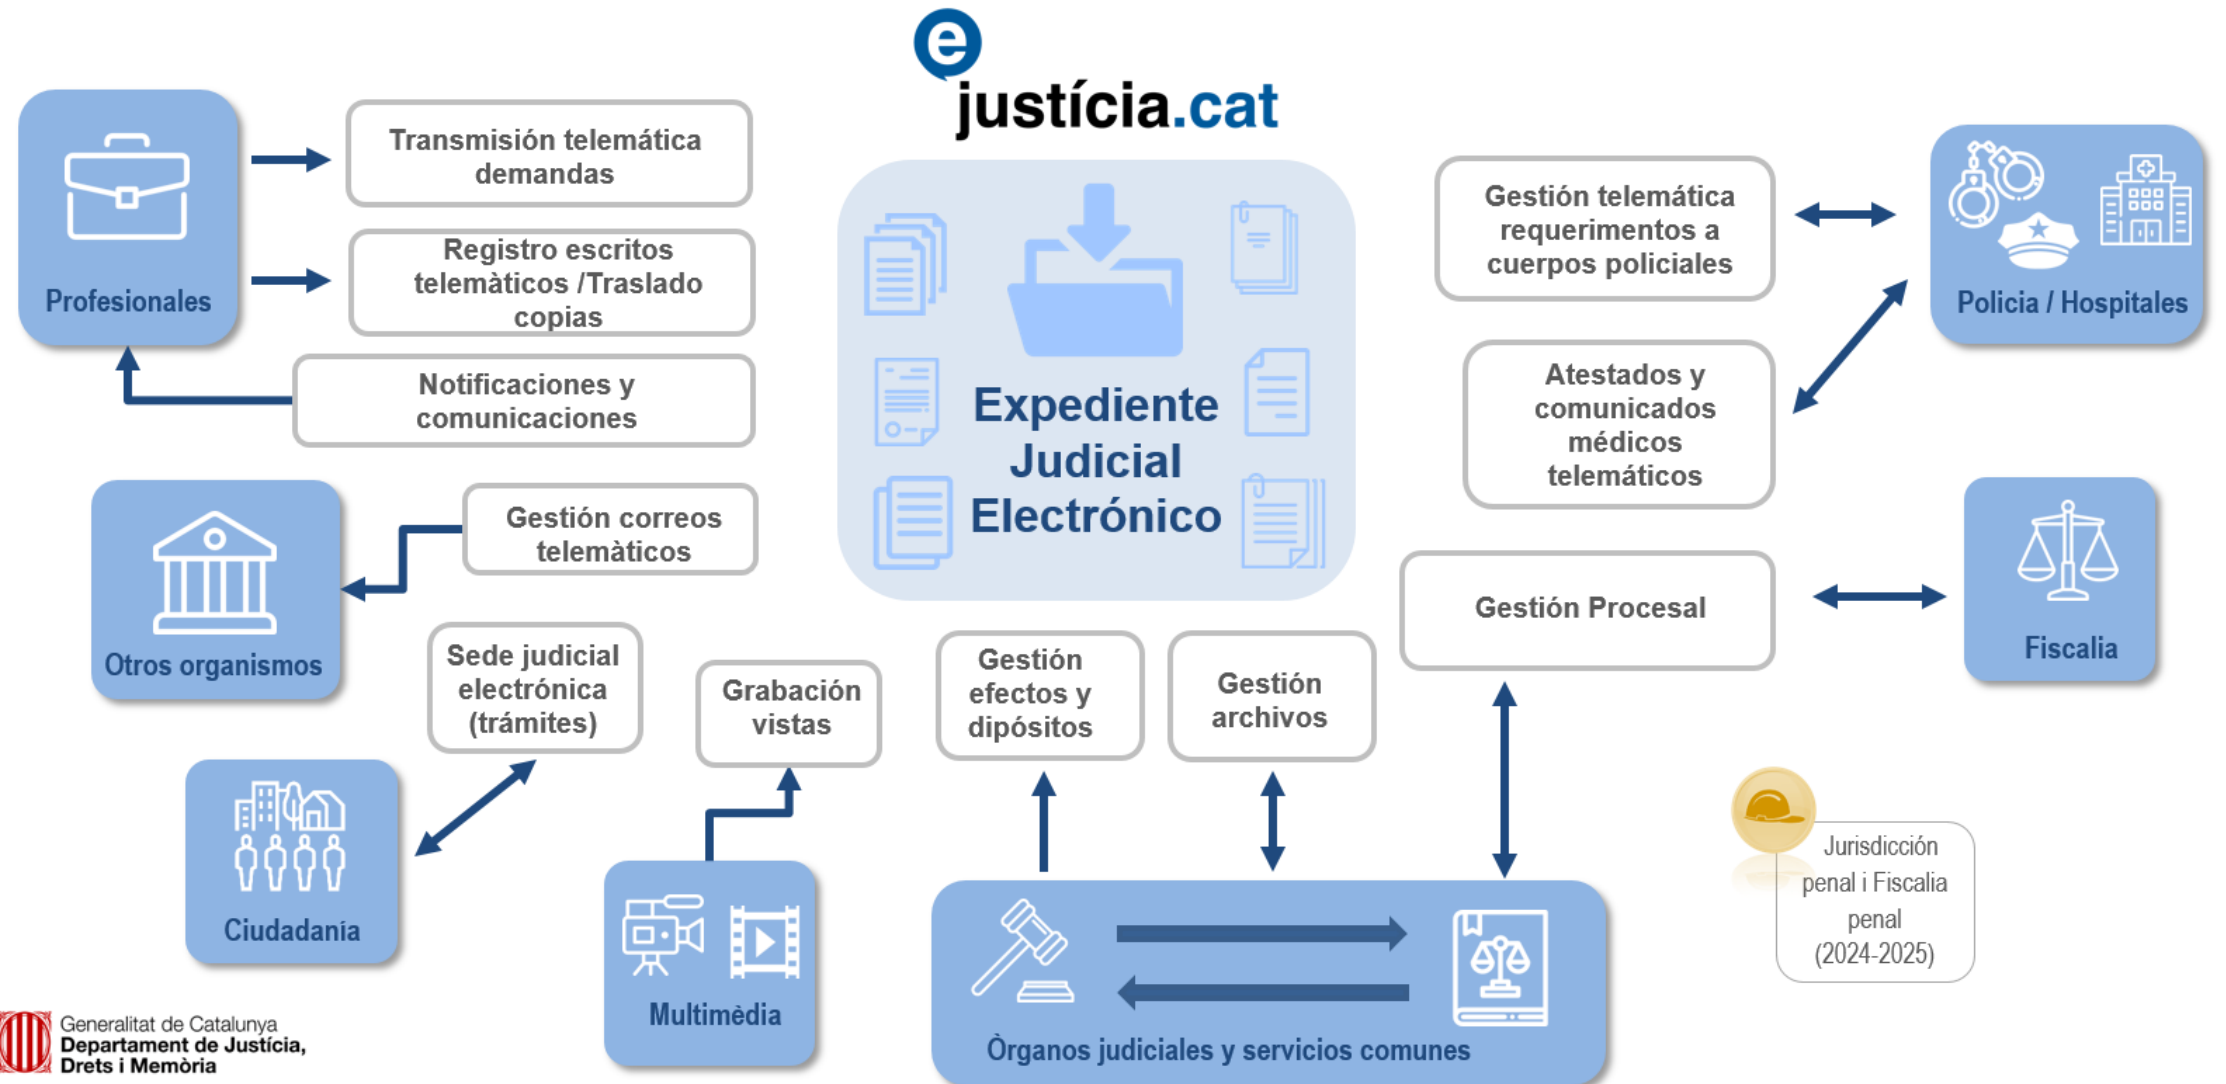 e
justícia.cat
Profesionales
Transmisión telemática
demandas
Registro escritos
telemàticos /Traslado
copias
Notificaciones y
comunicaciones
Otros organismos
Gestión correos
telemàticos
Sede judicial
electrónica
(trámites)
Ciudadanía
Grabación
vistas
Multimèdia
Expediente
Judicial
Electrónico
Gestión
efectos y
dipósitos
Gestión
archivos
Gestión telemática
requerimentos a
cuerpos policiales
Policia / Hospitales
Atestados y
comunicados
médicos
telemáticos
Gestión Procesal
Fiscalia
Òrganos judiciales y servicios comunes
Jurisdicción
penal i Fiscalia
penal
(2024-2025)
Generalitat de Catalunya
Departament de Justícia,
Drets i Memòria